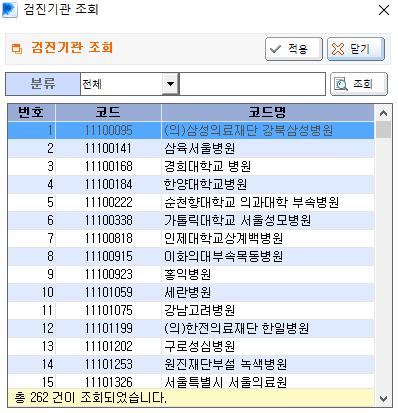 검진기관 조회
검진기관 조회 적용 닫기
분류 전체 조회
번호 코드 코드명
1 11100095 (의)삼성의료재단 강북삼성병원
2 11100141 삼육서울병원
3 11100168 경희대학교 병원
4 11100184 한양대학교병원
5 11100222 순천향대학교 의과대학 부속병원
6 11100338 가톨릭대학교 서울성모병원
7 11100818 인제대학교상계백병원
8 11100915 이화의대부속목동병원
9 11100923 홍익병원
10 11101059 세란병원
11 11101075 강남고려병원
12 11101199 (의)한전의료재단 한일병원
13 11101202 구로성심병원
14 11101253 원진재단부설 녹색병원
15 11101326 서울특별시 서울의료원
총 262 건이 조회되었습니다.